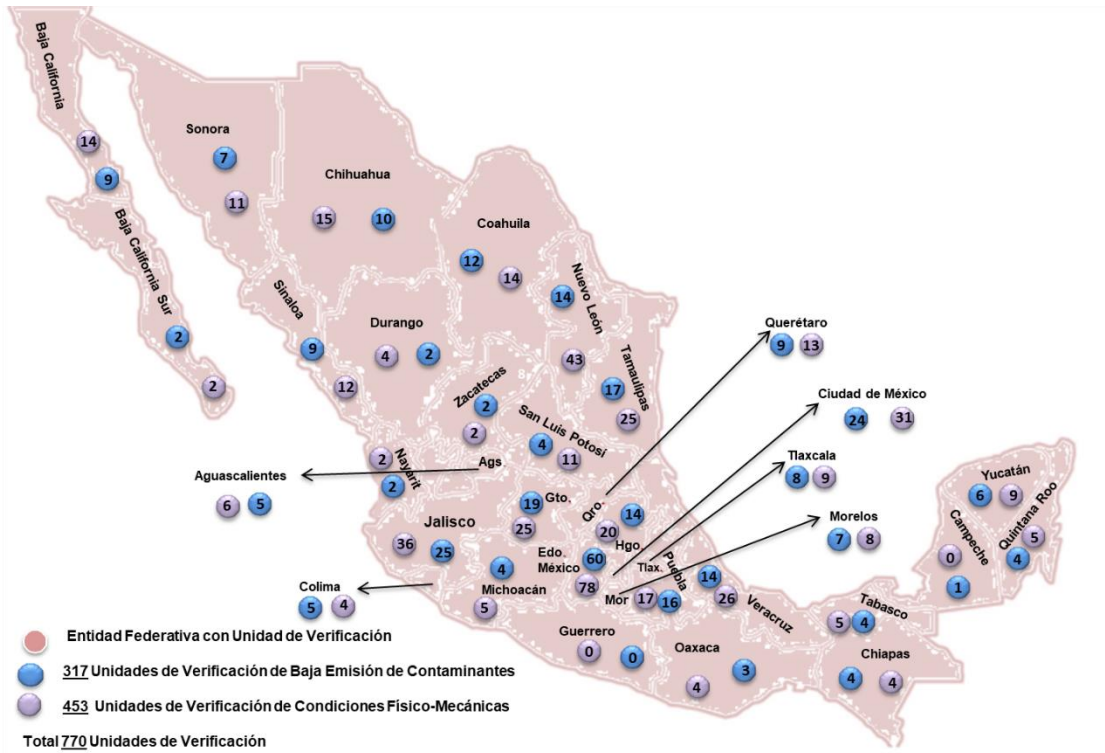 Baja California
14
9
Sonora
7
11
Chihuahua
15
10
Coahuila
12
14
Nuevo León
14
43
Baja California Sur
2
2
Sinaloa
9
12
Durango
4
2
Tamaulipas
17
25
Zacatecas
2
2
8
San Luis Potosí
4
11
Querétaro
9 13
Ciudad de México
24 31
Tlaxcala
8 9
Morelos
7 8
Nayarit
2
2
Ags.
Aguascalientes
6 5
Gto.
19
25
Qro.
14
20
Hgo.
Jalisco
36
25
Edo.
México
60
78
Tlax.
Mor
Puebla
17 16
Michoacán
4
5
Colima
5 4
Veracruz
14
26
Guerrero
0 0
Oaxaca
3
4
Tabasco
5 4
Chiapas
4 4
Campeche
0
1
Yucatán
6 9
Quintana Roo
5
4
Entidad Federativa con Unidad de Verificación
317 Unidades de Verificación de Baja Emisión de Contaminantes
453 Unidades de Verificación de Condiciones Físico-Mecánicas
Total 770 Unidades de Verificación